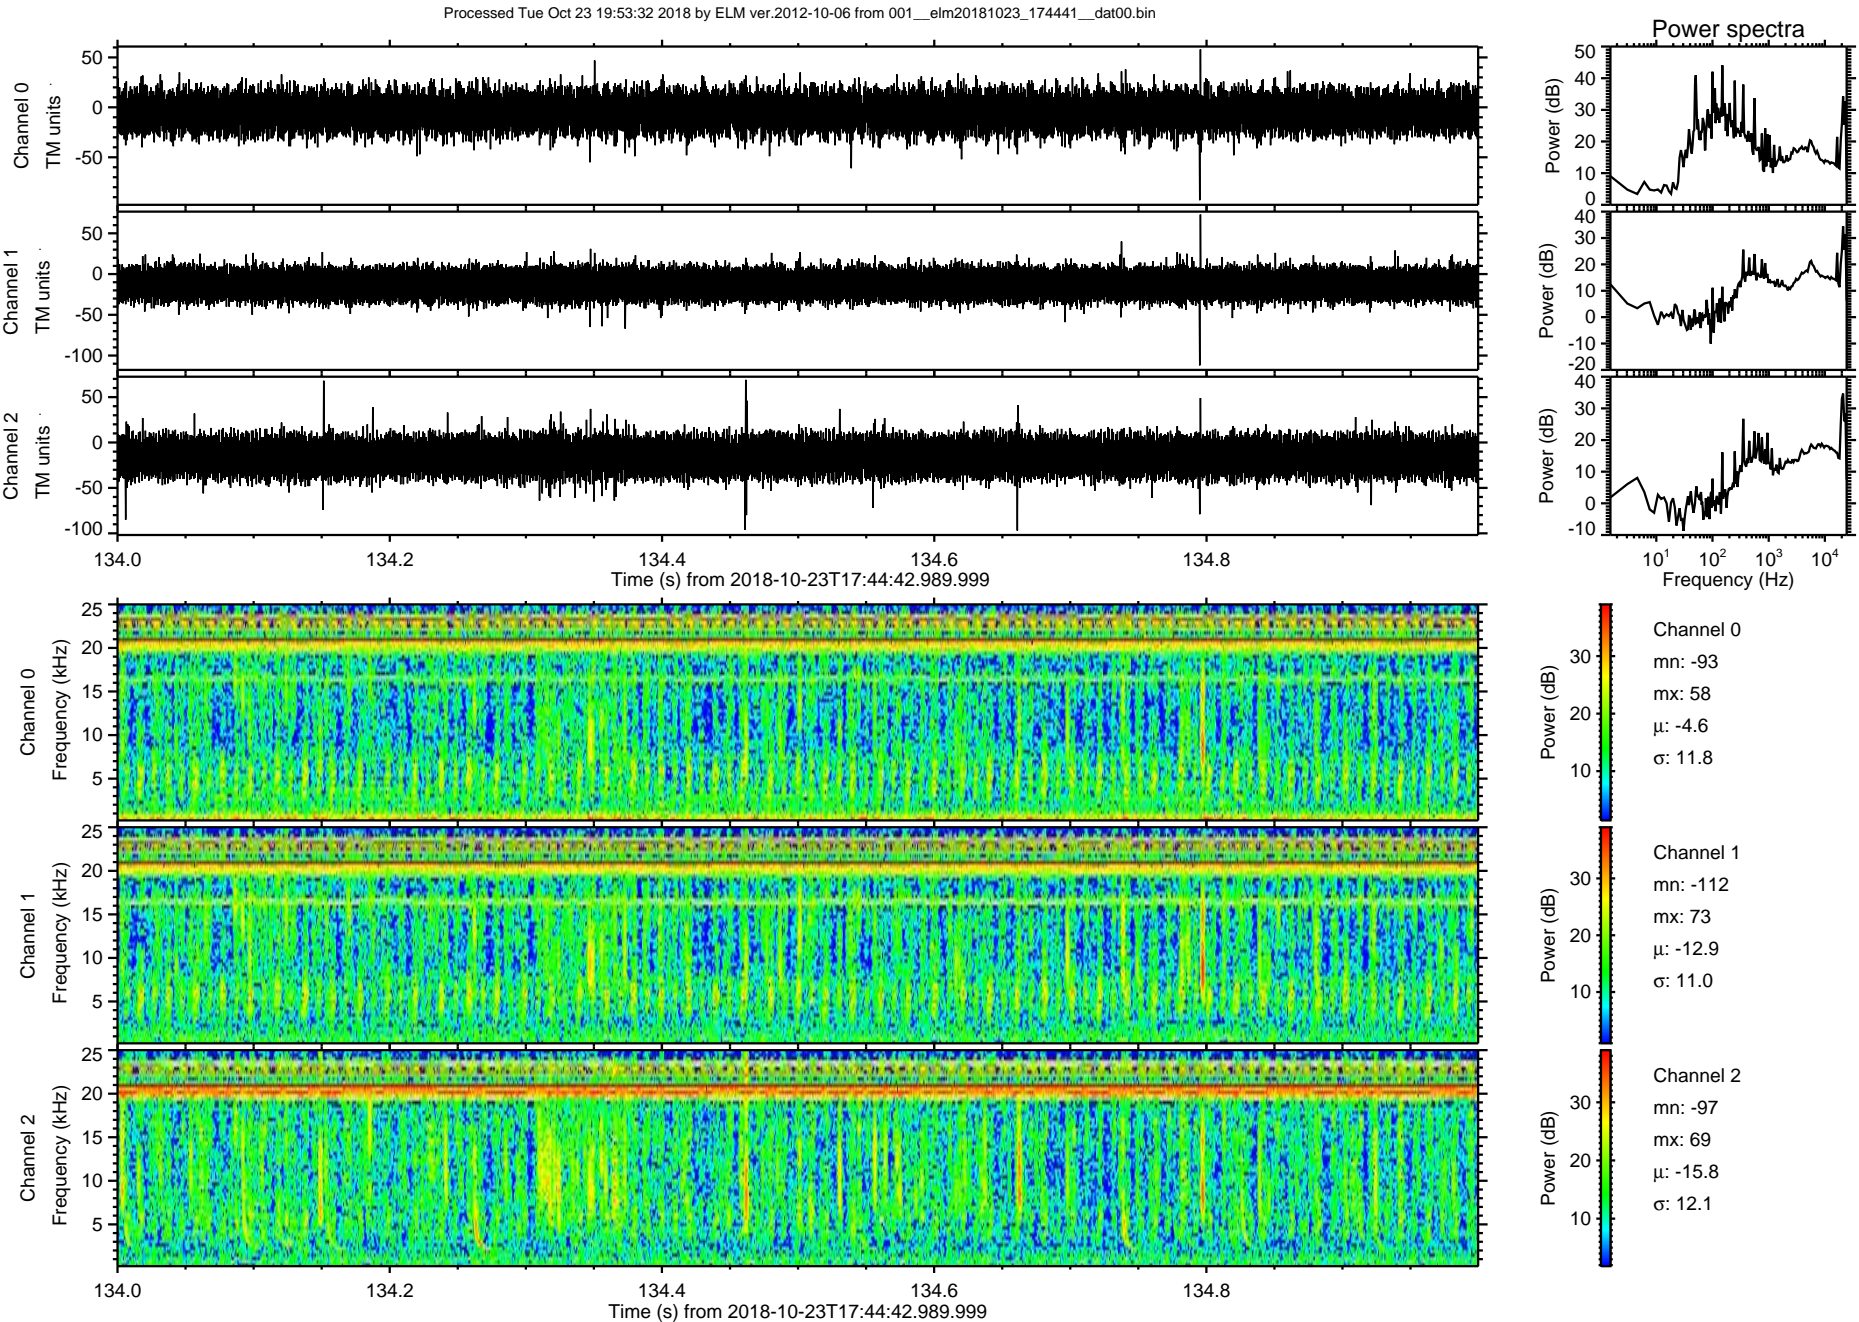 Processed Tue Oct 23 19:53:32 2018 by ELM ver.2012-10-06 from 001__elm20181023_174441__dat00.bin
Power spectra
Channel 0
TM units
50
0
-50
Power (dB)
50
40
30
20
10
0
Channel 1
TM units
50
0
-50
-100
Power (dB)
40
30
20
10
0
-10
-20
Channel 2
TM units
50
0
-50
-100
Power (dB)
40
30
20
10
0
-10
134.0 134.2 134.4 134.6 134.8
Time (s) from 2018-10-23T17:44:42.989.999
10¹ 10² 10³ 10⁴
Frequency (Hz)
Channel 0
Frequency (kHz)
25
20
15
10
5
Power (dB)
30
20
10
Channel 0
mn: -93
mx: 58
μ: -4.6
σ: 11.8
Channel 1
Frequency (kHz)
25
20
15
10
5
Power (dB)
30
20
10
Channel 1
mn: -112
mx: 73
μ: -12.9
σ: 11.0
Channel 2
Frequency (kHz)
25
20
15
10
5
Power (dB)
30
20
10
Channel 2
mn: -97
mx: 69
μ: -15.8
σ: 12.1
134.0 134.2 134.4 134.6 134.8
Time (s) from 2018-10-23T17:44:42.989.999